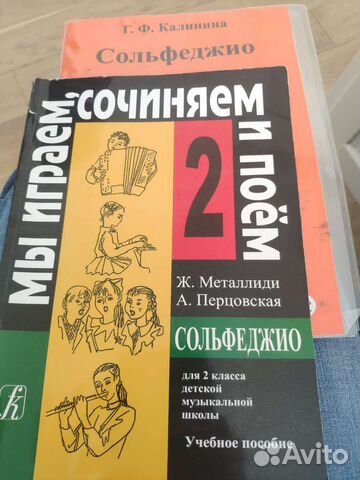 Г. Ф. Калинина
Сольфеджио
Мы играем, сочиняем и поём
2
Ж. Металлиди
А. Перцовская
СОЛЬФЕДЖИО
для 2 класса
детской
музыкальной
школы
Учебное пособие
Avito